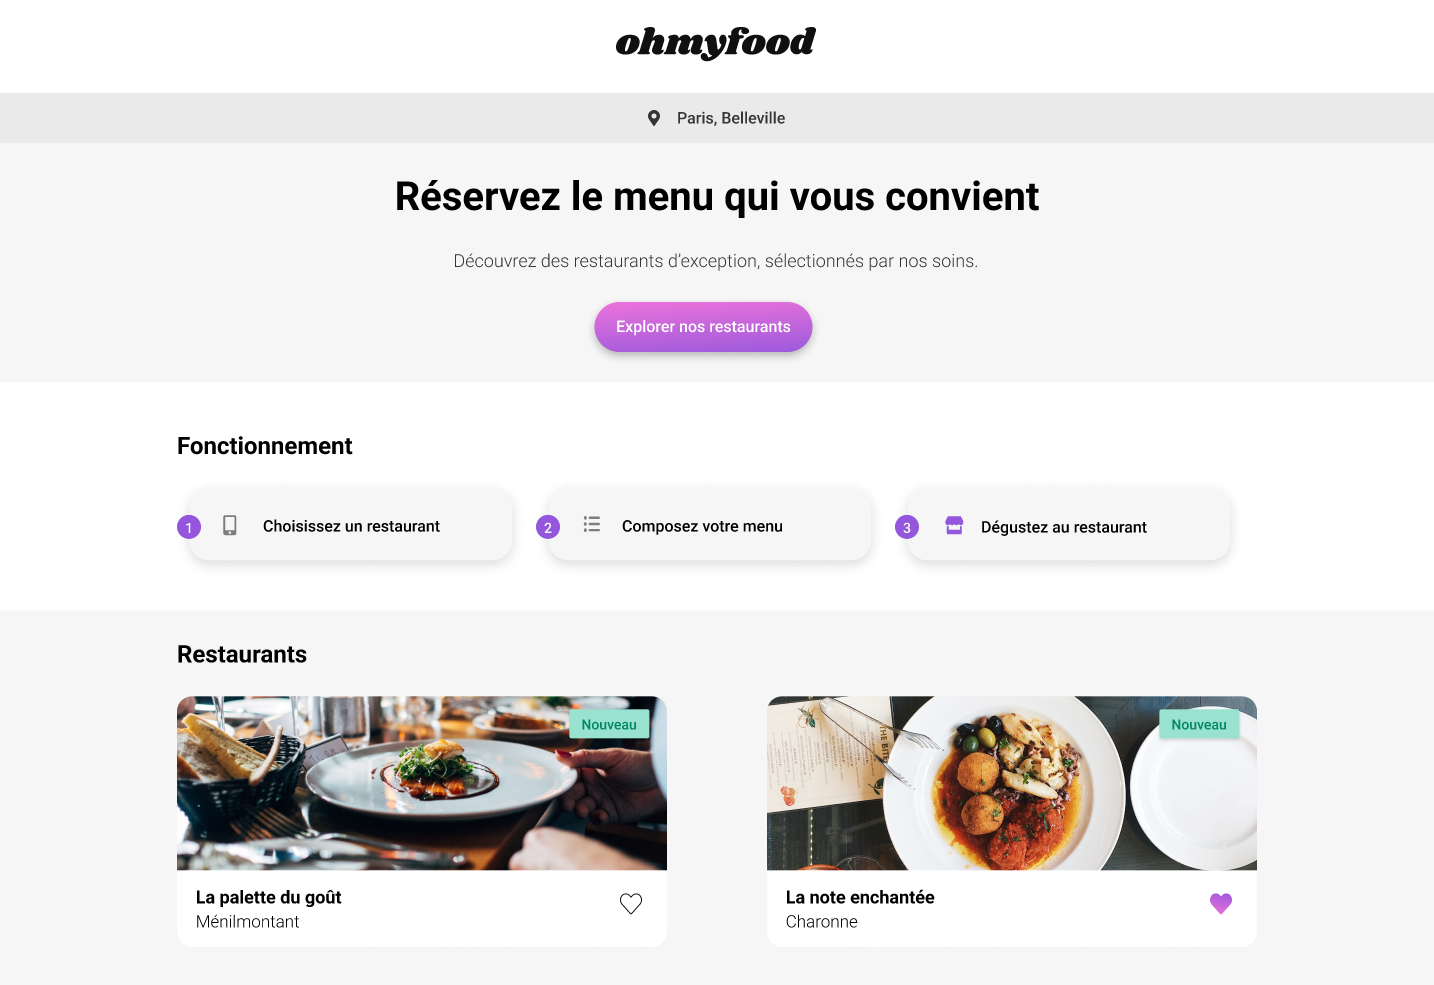 ohmyfood
Paris, Belleville
Réservez le menu qui vous convient
Découvrez des restaurants d’exception, sélectionnés par nos soins.
Explorer nos restaurants
Fonctionnement
1 Choisissez un restaurant
2 Composez votre menu
3 Dégustez au restaurant
Restaurants
Nouveau
La palette du goût
Ménilmontant
Nouveau
La note enchantée
Charonne